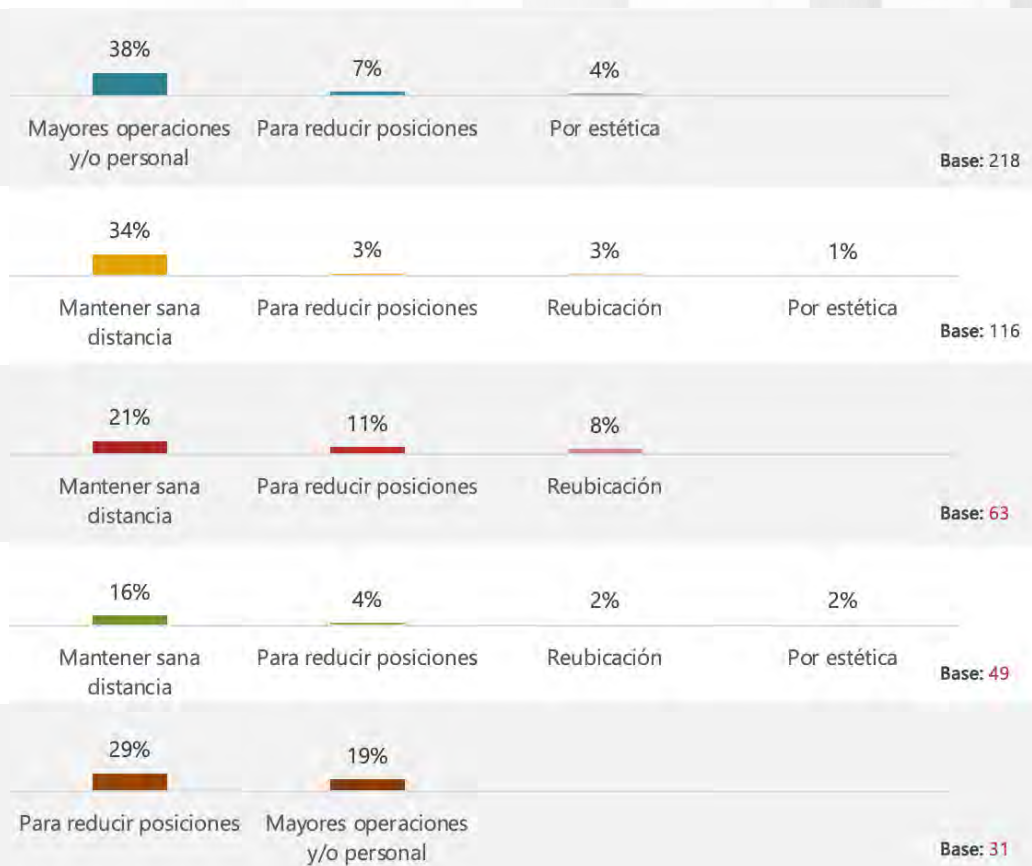 38%
7%
4%
Mayores operaciones
y/o personal
Para reducir posiciones
Por estética
Base: 218
34%
3%
3%
1%
Mantener sana
distancia
Para reducir posiciones
Reubicación
Por estética
Base: 116
21%
11%
8%
Mantener sana
distancia
Para reducir posiciones
Reubicación
Base: 63
16%
4%
2%
2%
Mantener sana
distancia
Para reducir posiciones
Reubicación
Por estética
Base: 49
29%
19%
Para reducir posiciones
Mayores operaciones
y/o personal
Base: 31